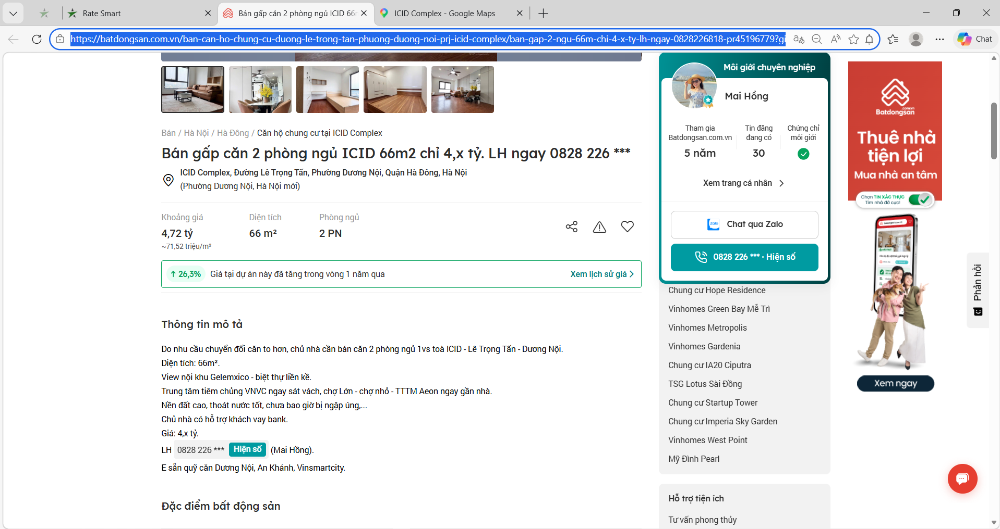 Rate Smart
Bán gấp căn 2 phòng ngủ ICID 66m
ICID Complex - Google Maps
https://batdongsan.com.vn/ban-can-ho-chung-cu-duong-le-trong-tan-phuong-duong-noi-prj-icid-complex/ban-gap-2-ngu-66m-chi-4-x-ty-lh-ngay-0828226818-pr45196779?gi
Chat
Bán / Hà Nội / Hà Đông / Căn hộ chung cư tại ICID Complex
Bán gấp căn 2 phòng ngủ ICID 66m2 chỉ 4,x tỷ. LH ngay 0828 226 ***
ICID Complex, Đường Lê Trọng Tấn, Phường Dương Nội, Quận Hà Đông, Hà Nội
(Phường Dương Nội, Hà Nội mới)
Khoảng giá
4,72 tỷ
~71,52 triệu/m²
Diện tích
66 m²
Phòng ngủ
2 PN
26,3%
Giá tại dự án này đã tăng trong vòng 1 năm qua
Xem lịch sử giá
Thông tin mô tả
Do nhu cầu chuyển đổi căn to hơn, chủ nhà cần bán căn 2 phòng ngủ 1vs toà ICID - Lê Trọng Tấn - Dương Nội.
Diện tích: 66m².
View nội khu Gelemxico - biệt thự liền kề.
Trung tâm tiêm chủng VNVC ngay sát vách, chợ Lớn - chợ nhỏ - TTTM Aeon ngay gần nhà.
Nền đất cao, thoát nước tốt, chưa bao giờ bị ngập úng,...
Chủ nhà có hỗ trợ khách vay bank.
Giá: 4,x tỷ.
LH 0828 226 *** Hiện số (Mai Hồng).
E sẵn quỹ căn Dương Nội, An Khánh, Vinsmartcity.
Đặc điểm bất động sản
Môi giới chuyên nghiệp
Mai Hồng
Tham gia
Batdongsan.com.vn
5 năm
Tin đăng
đang có
30
Chứng chỉ
môi giới
Xem trang cá nhân
Zalo
Chat qua Zalo
0828 226 *** · Hiện số
Chung cư Hope Residence
Vinhomes Green Bay Mễ Trì
Vinhomes Metropolis
Vinhomes Gardenia
Chung cư IA20 Ciputra
TSG Lotus Sài Đồng
Chung cư Startup Tower
Chung cư Imperia Sky Garden
Vinhomes West Point
Mỹ Đình Pearl
Hỗ trợ tiện ích
Tư vấn phong thủy
Batdongsan
.com.vn
Thuê nhà
tiện lợi
Mua nhà an tâm
Chọn TIN XÁC THỰC
Tìm nhà dỡ cực!
Xem ngay
Phản hồi